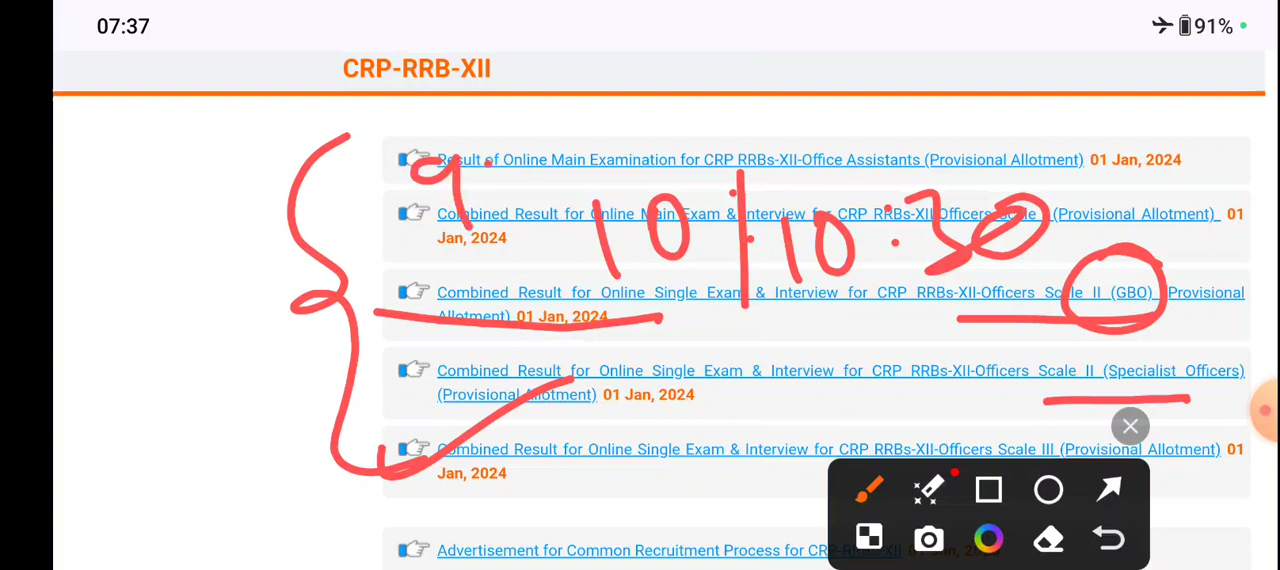 07:37
91%
CRP-RRB-XII
Result of Online Main Examination for CRP RRBs-XII-Office Assistants (Provisional Allotment) 01 Jan, 2024
9.
Combined Result for Online Main Exam & Interview for CRP RRBs-XII-Officers Scale I (Provisional Allotment) 01
Jan, 2024
10 | 10:30
Combined Result for Online Single Exam & Interview for CRP RRBs-XII-Officers Scale II (GBO) (Provisional
Allotment) 01 Jan, 2024
Combined Result for Online Single Exam & Interview for CRP RRBs-XII-Officers Scale II (Specialist Officers)
(Provisional Allotment) 01 Jan, 2024
Combined Result for Online Single Exam & Interview for CRP RRBs-XII-Officers Scale III (Provisional Allotment) 01
Jan, 2024
Advertisement for Common Recruitment Process for CRP-RRBs-XII